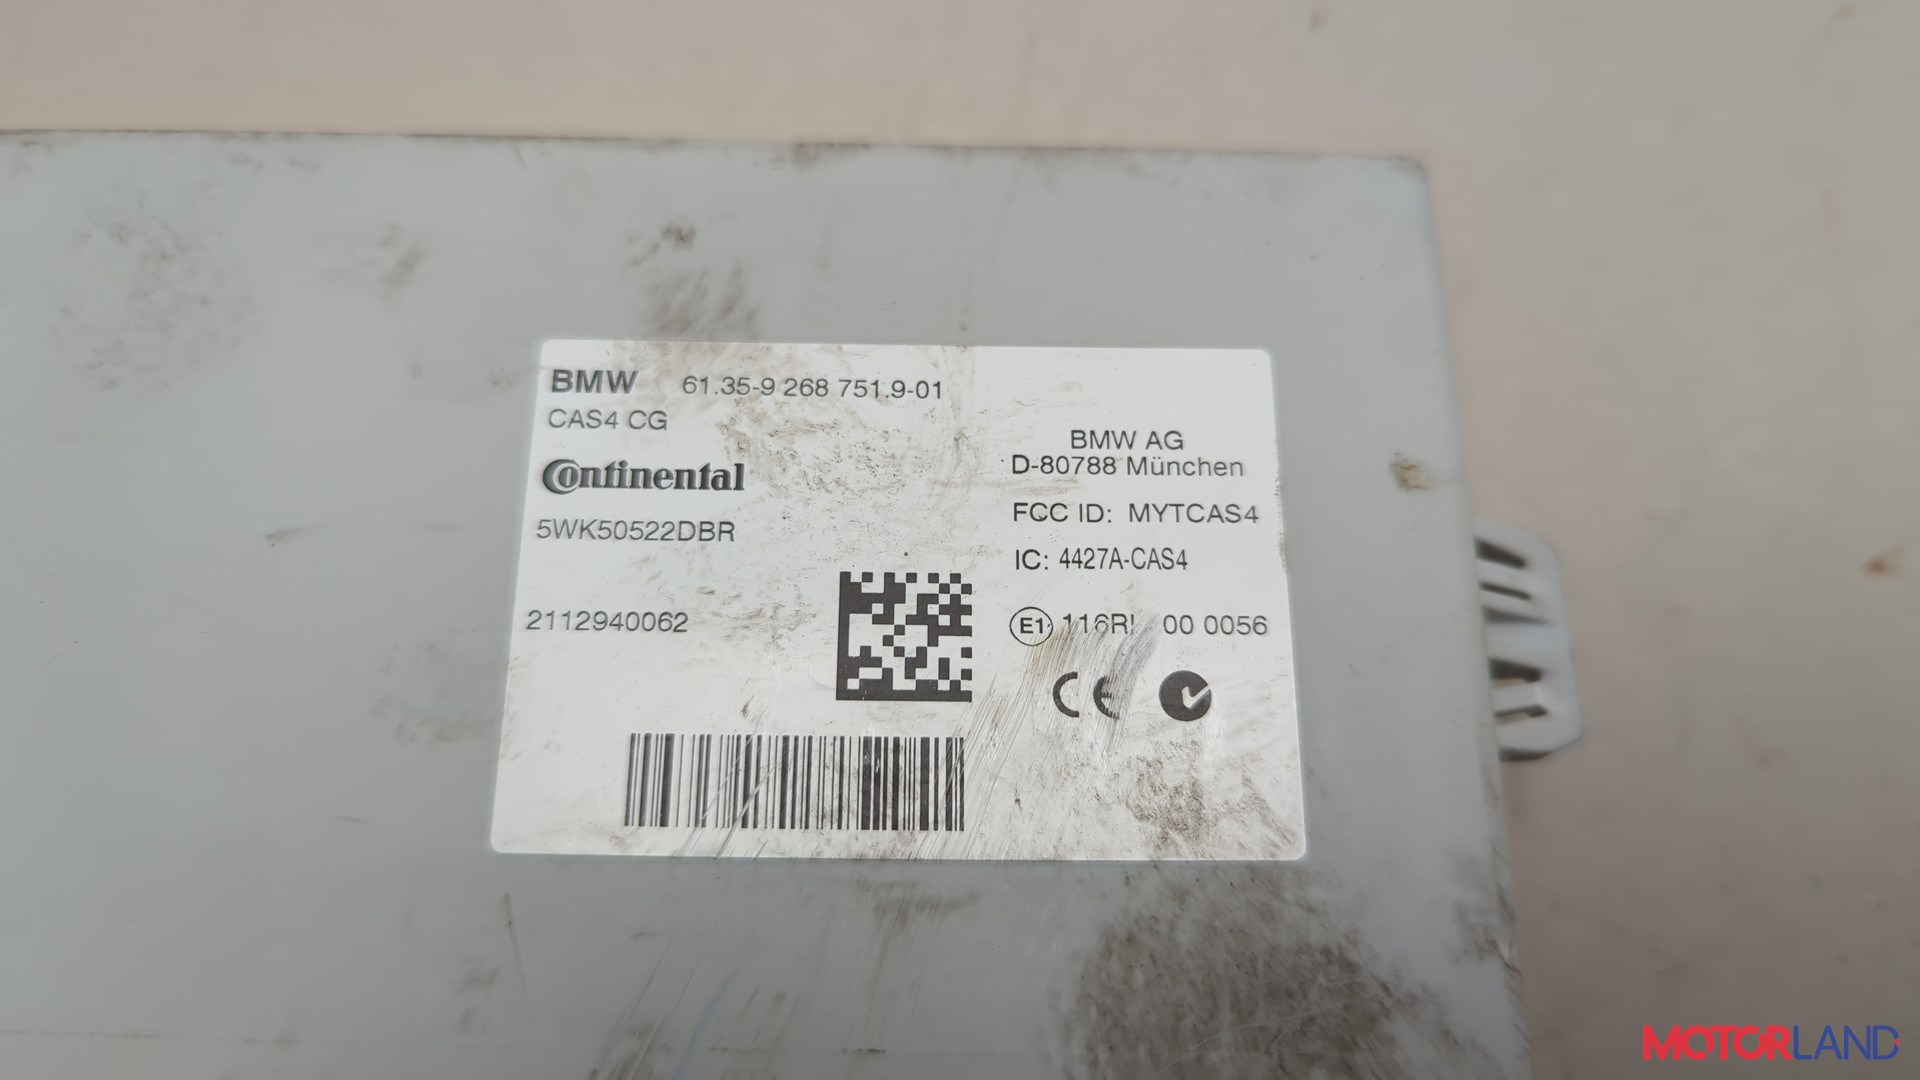 BMW 61.35-9 268 751.9-01
CAS4 CG
Continental
5WK50522DBR
2112940062
BMW AG
D-80788 München
FCC ID: MYTCAS4
IC: 4427A-CAS4
E1 116RI 00 0056
CE
MOTORLAND